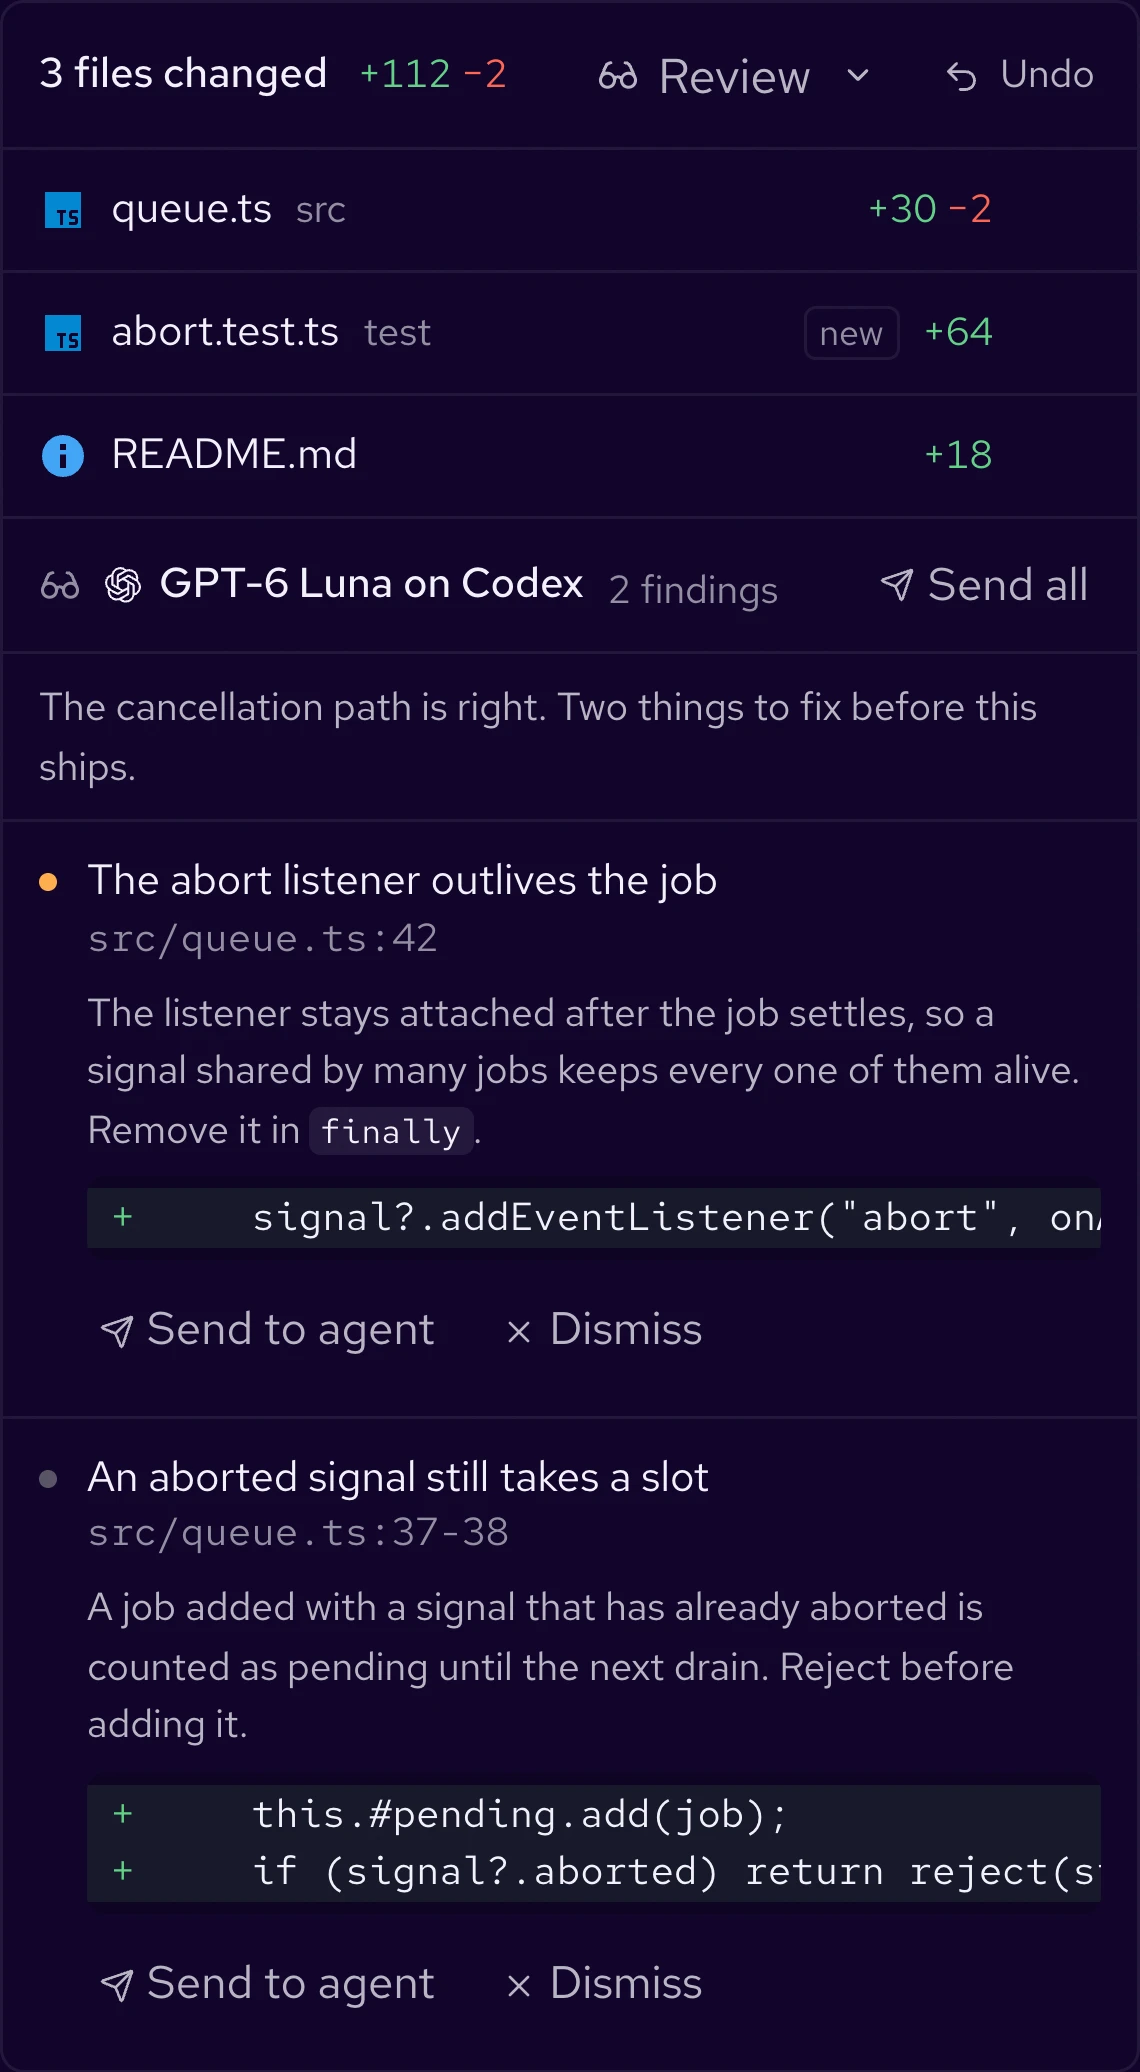 3 files changed +112 −2 Review Undo
TS queue.ts src +30 −2
TS abort.test.ts test new +64
README.md +18
GPT-6 Luna on Codex 2 findings Send all
The cancellation path is right. Two things to fix before this
ships.
The abort listener outlives the job
src/queue.ts:42
The listener stays attached after the job settles, so a
signal shared by many jobs keeps every one of them alive.
Remove it in finally.
+ signal?.addEventListener("abort", on
Send to agent × Dismiss
An aborted signal still takes a slot
src/queue.ts:37-38
A job added with a signal that has already aborted is
counted as pending until the next drain. Reject before
adding it.
+ this.#pending.add(job);
+ if (signal?.aborted) return reject(s
Send to agent × Dismiss